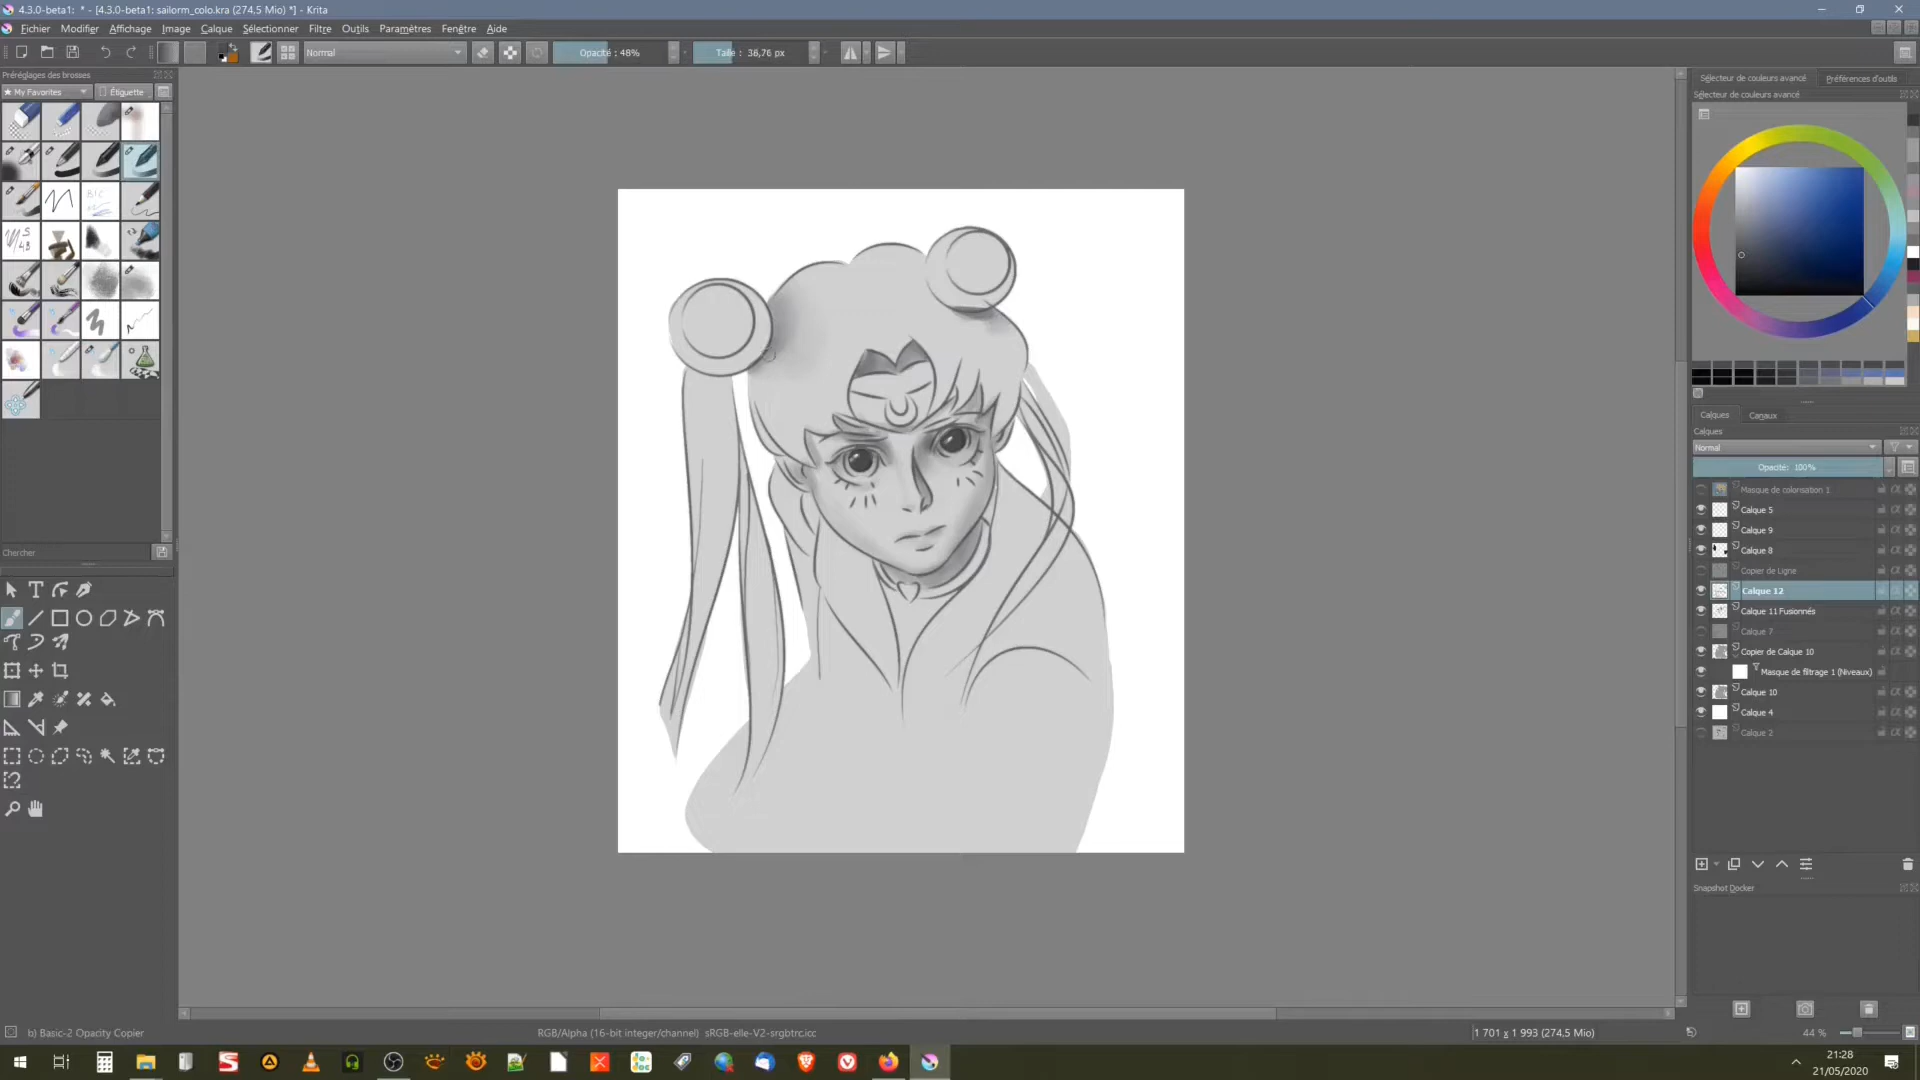 4.3.0-beta1:  * - [4.3.0-beta1: sailorm_colo.kra (274,5 Mio) *] - Krita
Fichier Modifier Affichage Image Calque Sélectionner Filtre Outils Paramètres Fenêtre Aide
Normal
Opacité : 48%
Taille : 36,76 px
Préréglages des brosses
My Favorites
Étiquette
Chercher
Sélecteur de couleurs avancé
Préférences d'outils
Sélecteur de couleurs avancé
Calques
Canaux
Calques
Normal
Opacité: 100%
Masque de colorisation 1
Calque 5
Calque 9
Calque 8
Copier de Ligne
Calque 12
Calque 11 Fusionnés
Calque 7
Copier de Calque 10
Masque de filtrage 1 (Niveaux)
Calque 10
Calque 4
Calque 2
Snapshot Docker
b) Basic-2 Opacity Copier
RGB/Alpha (16-bit integer/channel)  sRGB-elle-V2-srgbtrc.icc
1 701 x 1 993 (274,5 Mio)
44 %
21:28
21/05/2020